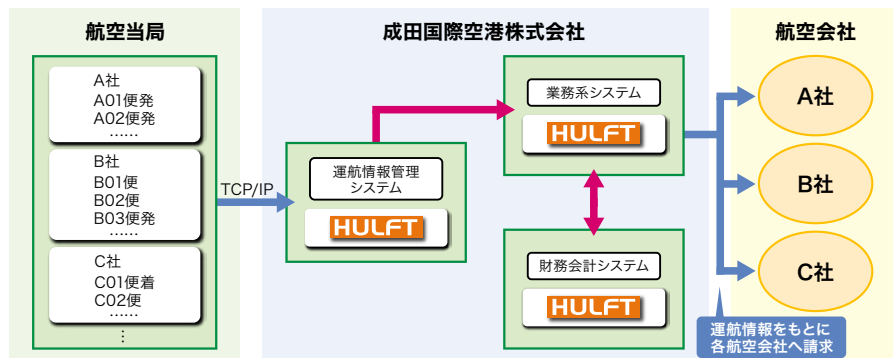 航空当局
A社
A01便発
A02便発
……
B社
B01便
B02便
B03便発
……
C社
C01便着
C02便
……
⋮
TCP/IP
成田国際空港株式会社
運航情報管理
システム
HULFT
業務系システム
HULFT
財務会計システム
HULFT
航空会社
A社
B社
C社
運航情報をもとに
各航空会社へ請求